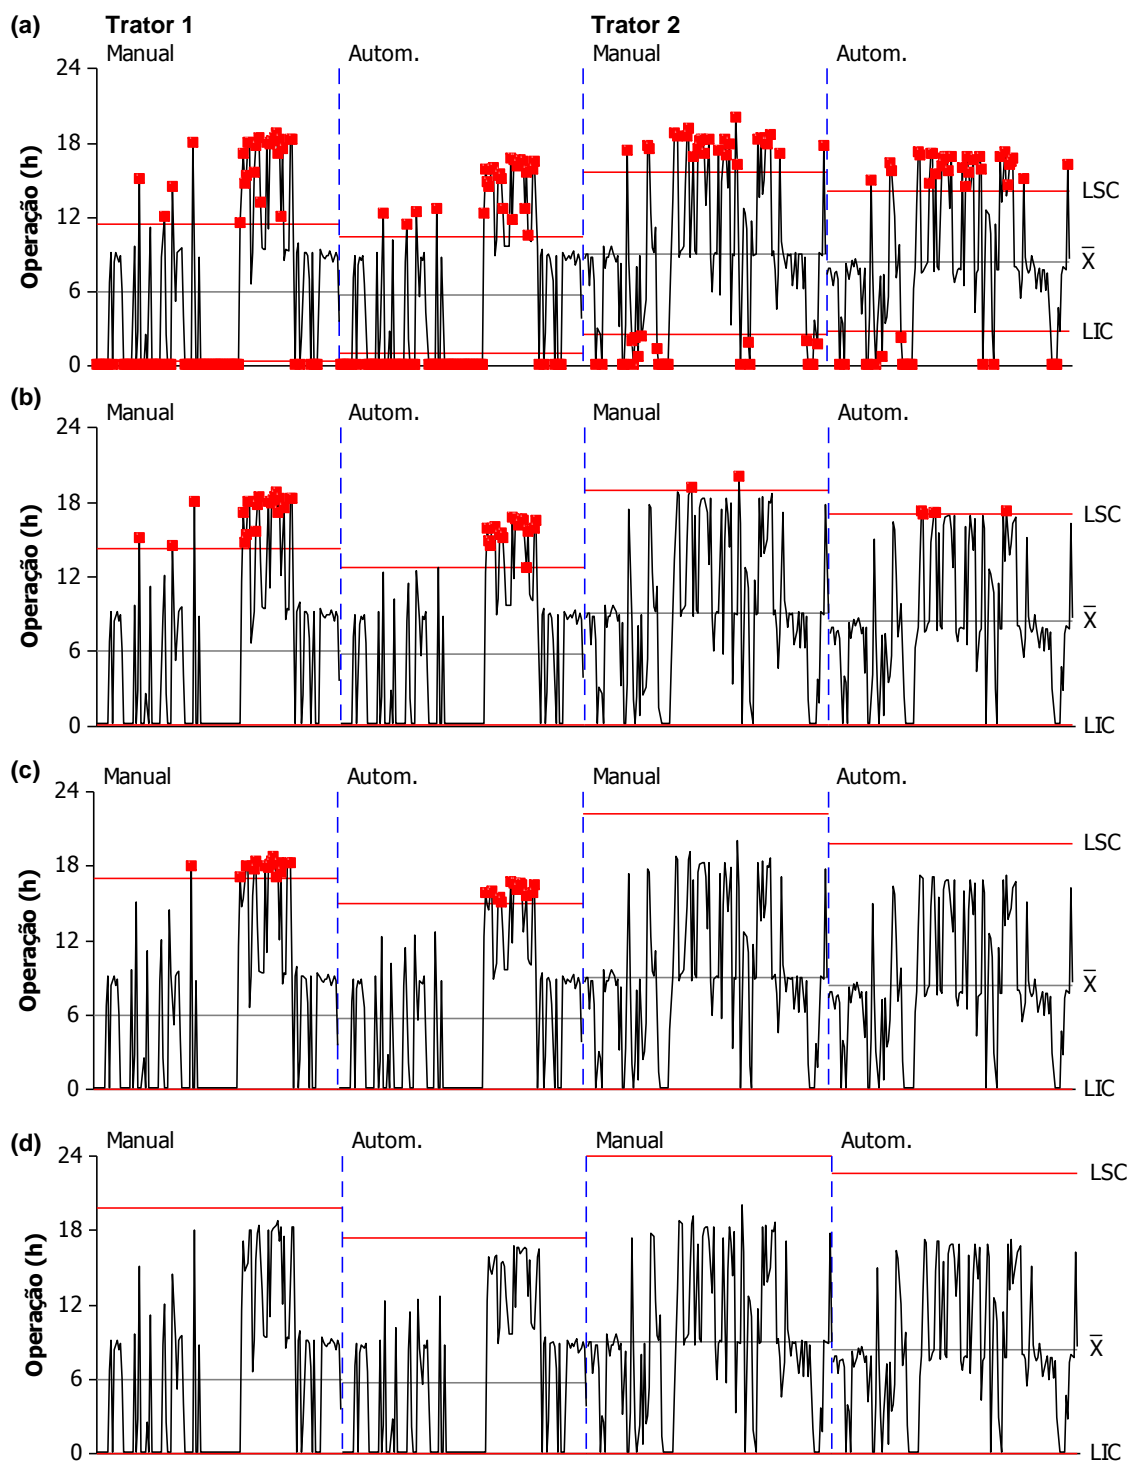 (a) Trator 1 Trator 2
Manual Autom. Manual Autom.
24
18
12
6
0
Operação (h)
LSC
X̅
LIC
(b) Manual Autom. Manual Autom.
24
18
12
6
0
Operação (h)
LSC
X̅
LIC
(c) Manual Autom. Manual Autom.
24
18
12
6
0
Operação (h)
LSC
X̅
LIC
(d) Manual Autom. Manual Autom.
24
18
12
6
0
Operação (h)
LSC
X̅
LIC